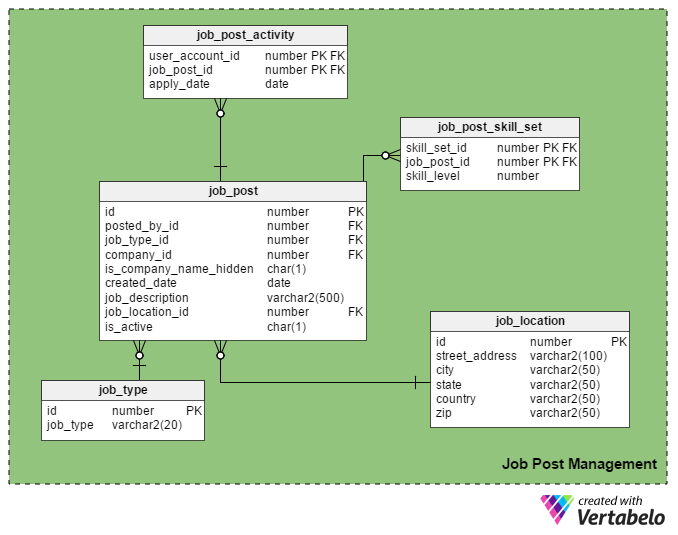 job_post_activity
user_account_id number PK FK
job_post_id number PK FK
apply_date date
job_post_skill_set
skill_set_id number PK FK
job_post_id number PK FK
skill_level number
job_post
id number PK
posted_by_id number FK
job_type_id number FK
company_id number FK
is_company_name_hidden char(1)
created_date date
job_description varchar2(500)
job_location_id number FK
is_active char(1)
job_location
id number PK
street_address varchar2(100)
city varchar2(50)
state varchar2(50)
country varchar2(50)
zip varchar2(50)
job_type
id number PK
job_type varchar2(20)
Job Post Management
created with
Vertabelo